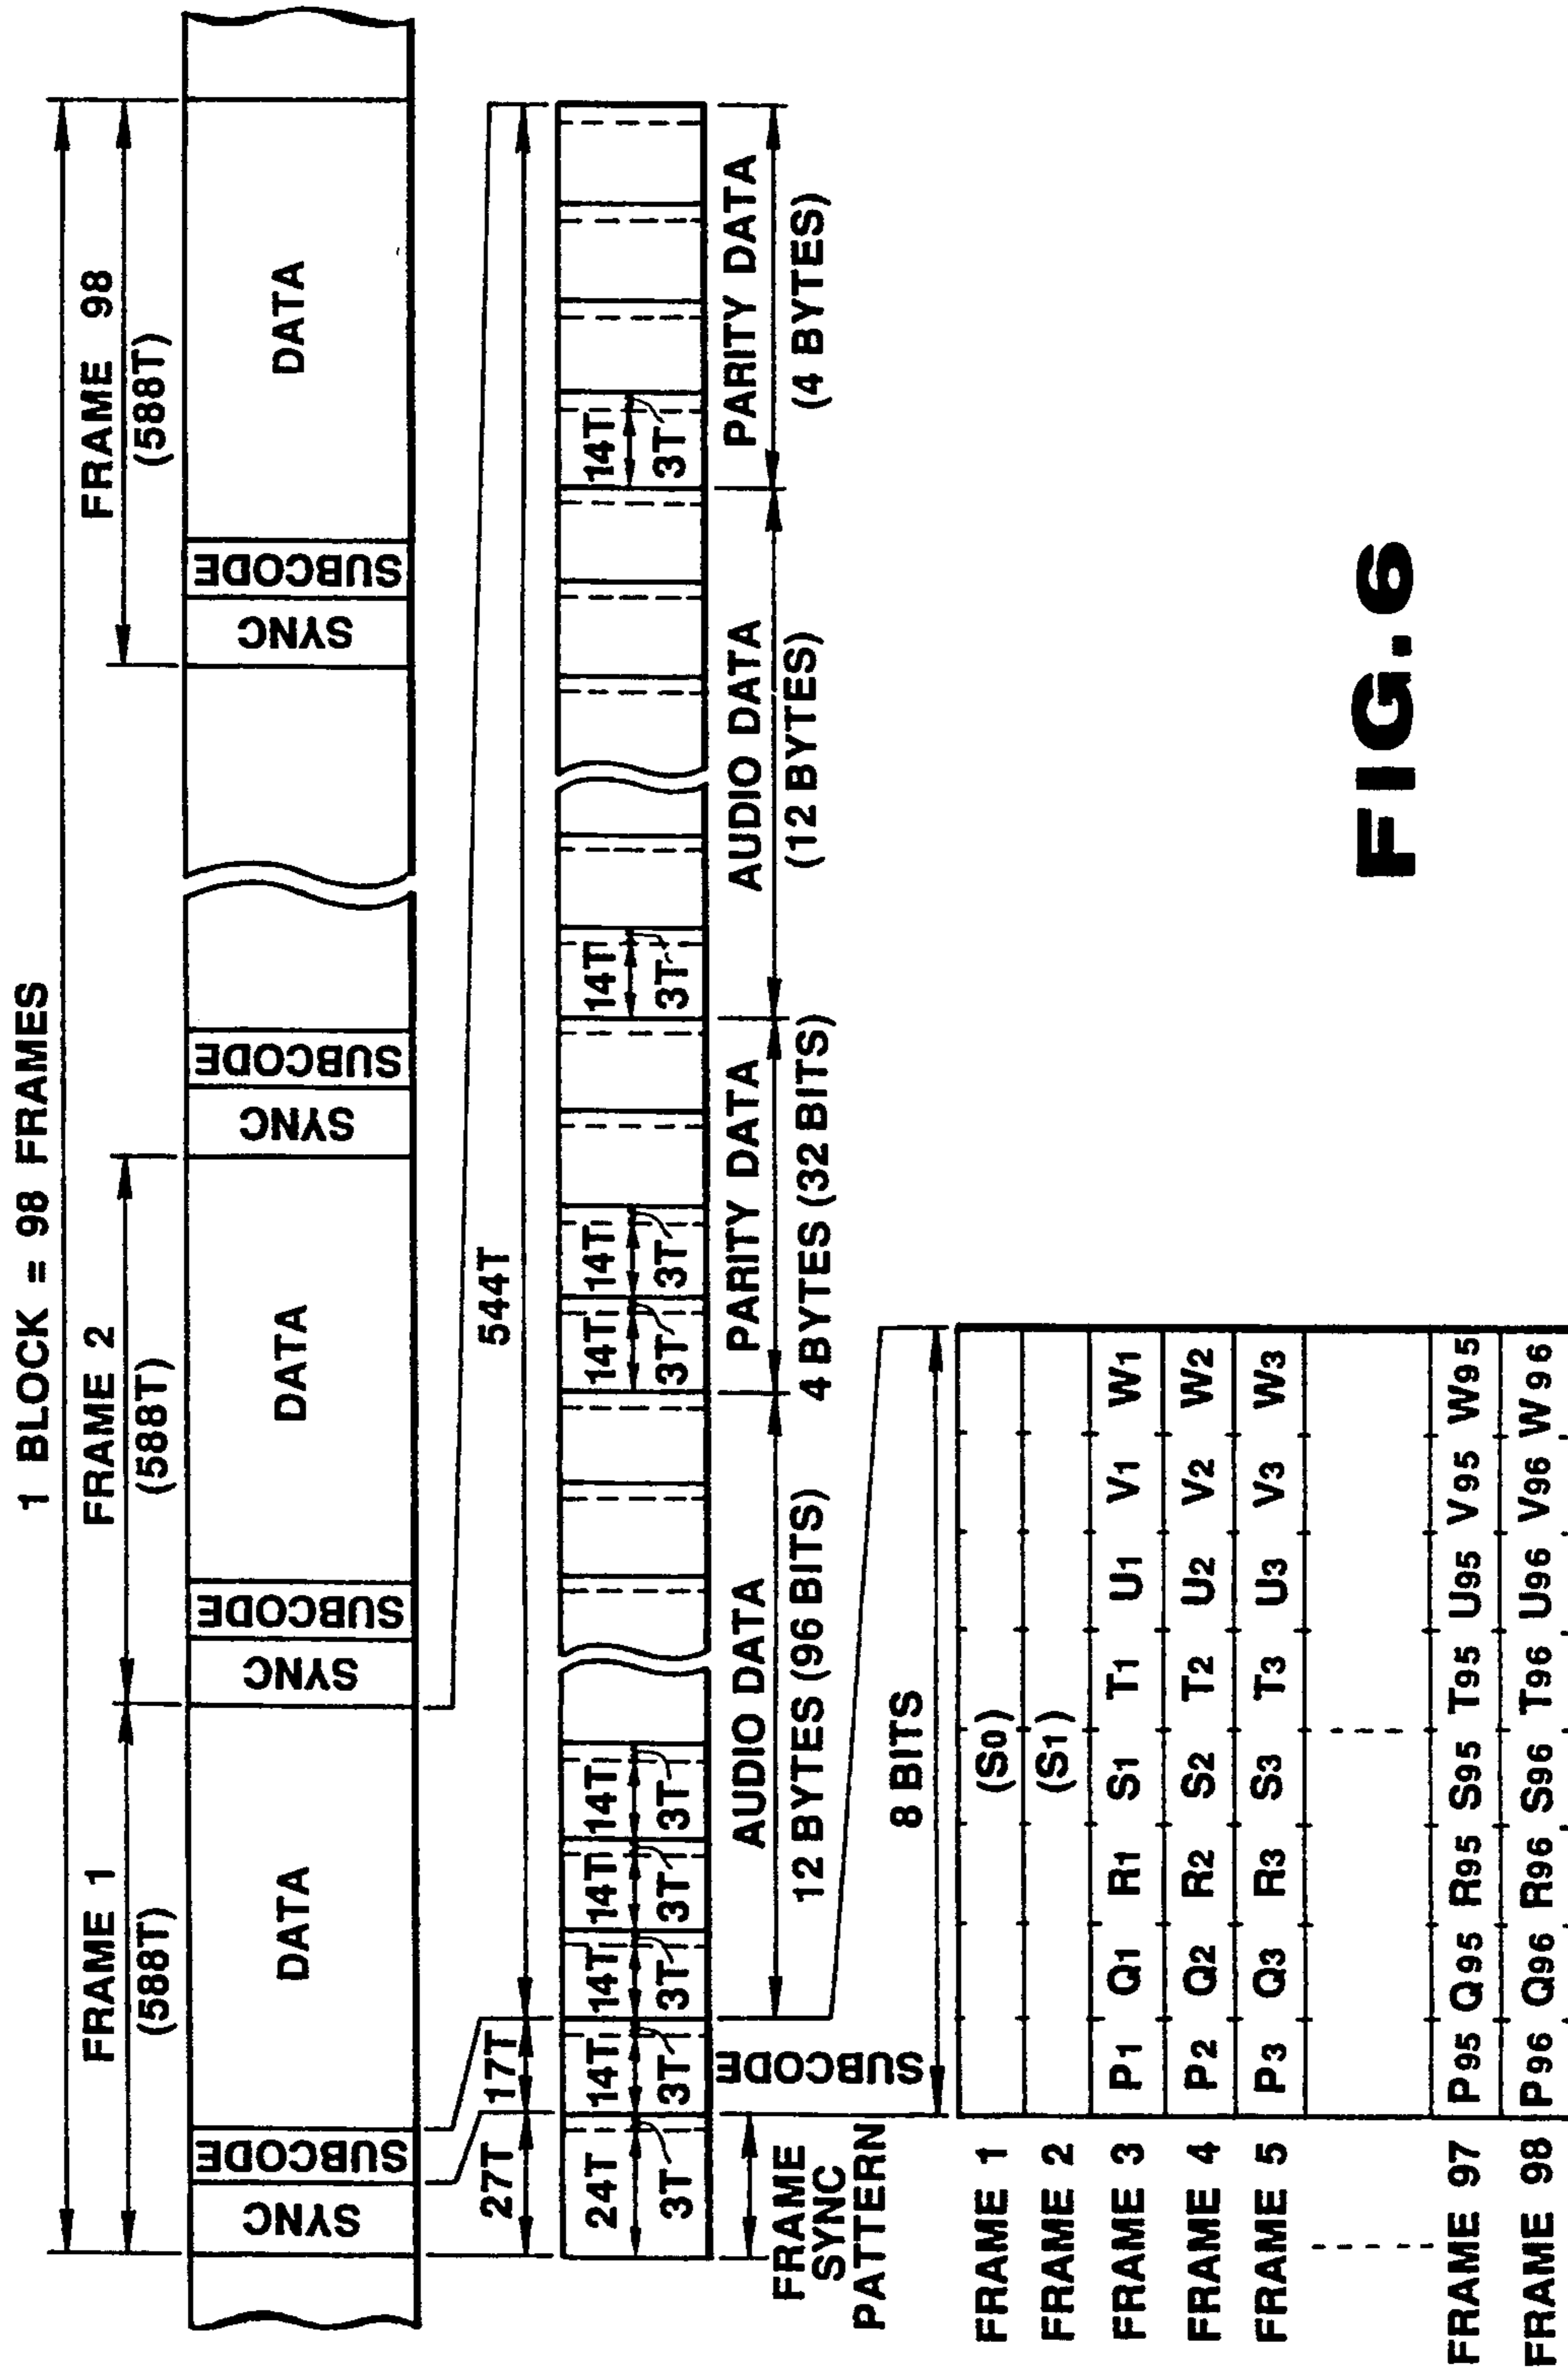 1 BLOCK = 98 FRAMES
FRAME 1
(588T)
FRAME 2
(588T)
FRAME 98
(588T)
SYNC
SUBCODE
DATA
SYNC
SUBCODE
DATA
SYNC
SUBCODE
SYNC
SUBCODE
DATA
27T
17T
544T
24T
3T
14T
3T
14T
3T
14T
3T
14T
3T
14T
3T
14T
3T
14T
3T
14T
3T
FRAME
SYNC
PATTERN
SUBCODE
AUDIO DATA
12 BYTES (96 BITS)
PARITY DATA
4 BYTES (32 BITS)
AUDIO DATA
(12 BYTES)
PARITY DATA
(4 BYTES)
8 BITS
FRAME 1 (S0)
FRAME 2 (S1)
FRAME 3 P1 Q1 R1 S1 T1 U1 V1 W1
FRAME 4 P2 Q2 R2 S2 T2 U2 V2 W2
FRAME 5 P3 Q3 R3 S3 T3 U3 V3 W3
FRAME 97 P95 Q95 R95 S95 T95 U95 V95 W95
FRAME 98 P96 Q96 R96 S96 T96 U96 V96 W96
FIG.6